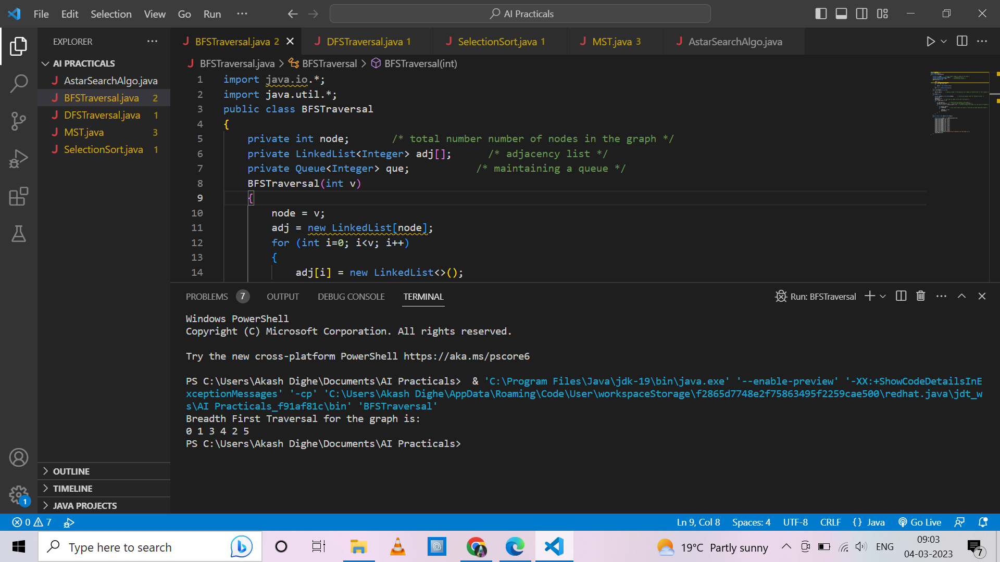 File Edit Selection View Go Run ··· AI Practicals
EXPLORER
AI PRACTICALS
AstarSearchAlgo.java
BFSTraversal.java 2
DFSTraversal.java 1
MST.java 3
SelectionSort.java 1
OUTLINE
TIMELINE
JAVA PROJECTS
1
BFSTraversal.java 2 DFSTraversal.java 1 SelectionSort.java 1 MST.java 3 AstarSearchAlgo.java
BFSTraversal.java > BFSTraversal > BFSTraversal(int)
1 import java.io.*;
2 import java.util.*;
3 public class BFSTraversal
4 {
5 private int node; /* total number number of nodes in the graph */
6 private LinkedList<Integer> adj[]; /* adjacency list */
7 private Queue<Integer> que; /* maintaining a queue */
8 BFSTraversal(int v)
9 {
10 node = v;
11 adj = new LinkedList[node];
12 for (int i=0; i<v; i++)
13 {
14 adj[i] = new LinkedList<>();
PROBLEMS 7 OUTPUT DEBUG CONSOLE TERMINAL Run: BFSTraversal
Windows PowerShell
Copyright (C) Microsoft Corporation. All rights reserved.
Try the new cross-platform PowerShell https://aka.ms/pscore6
PS C:\Users\Akash Dighe\Documents\AI Practicals> & 'C:\Program Files\Java\jdk-19\bin\java.exe' '--enable-preview' '-XX:+ShowCodeDetailsInE
xceptionMessages' '-cp' 'C:\Users\Akash Dighe\AppData\Roaming\Code\User\workspaceStorage\f2865d7748e2f75863495f2259cae500\redhat.java\jdt_w
s\AI Practicals_f91af81c\bin' 'BFSTraversal'
Breadth First Traversal for the graph is:
0 1 3 4 2 5
PS C:\Users\Akash Dighe\Documents\AI Practicals>
0 7 Ln 9, Col 8 Spaces: 4 UTF-8 CRLF {} Java Go Live
Type here to search 19°C Partly sunny ENG 09:03
04-03-2023 7